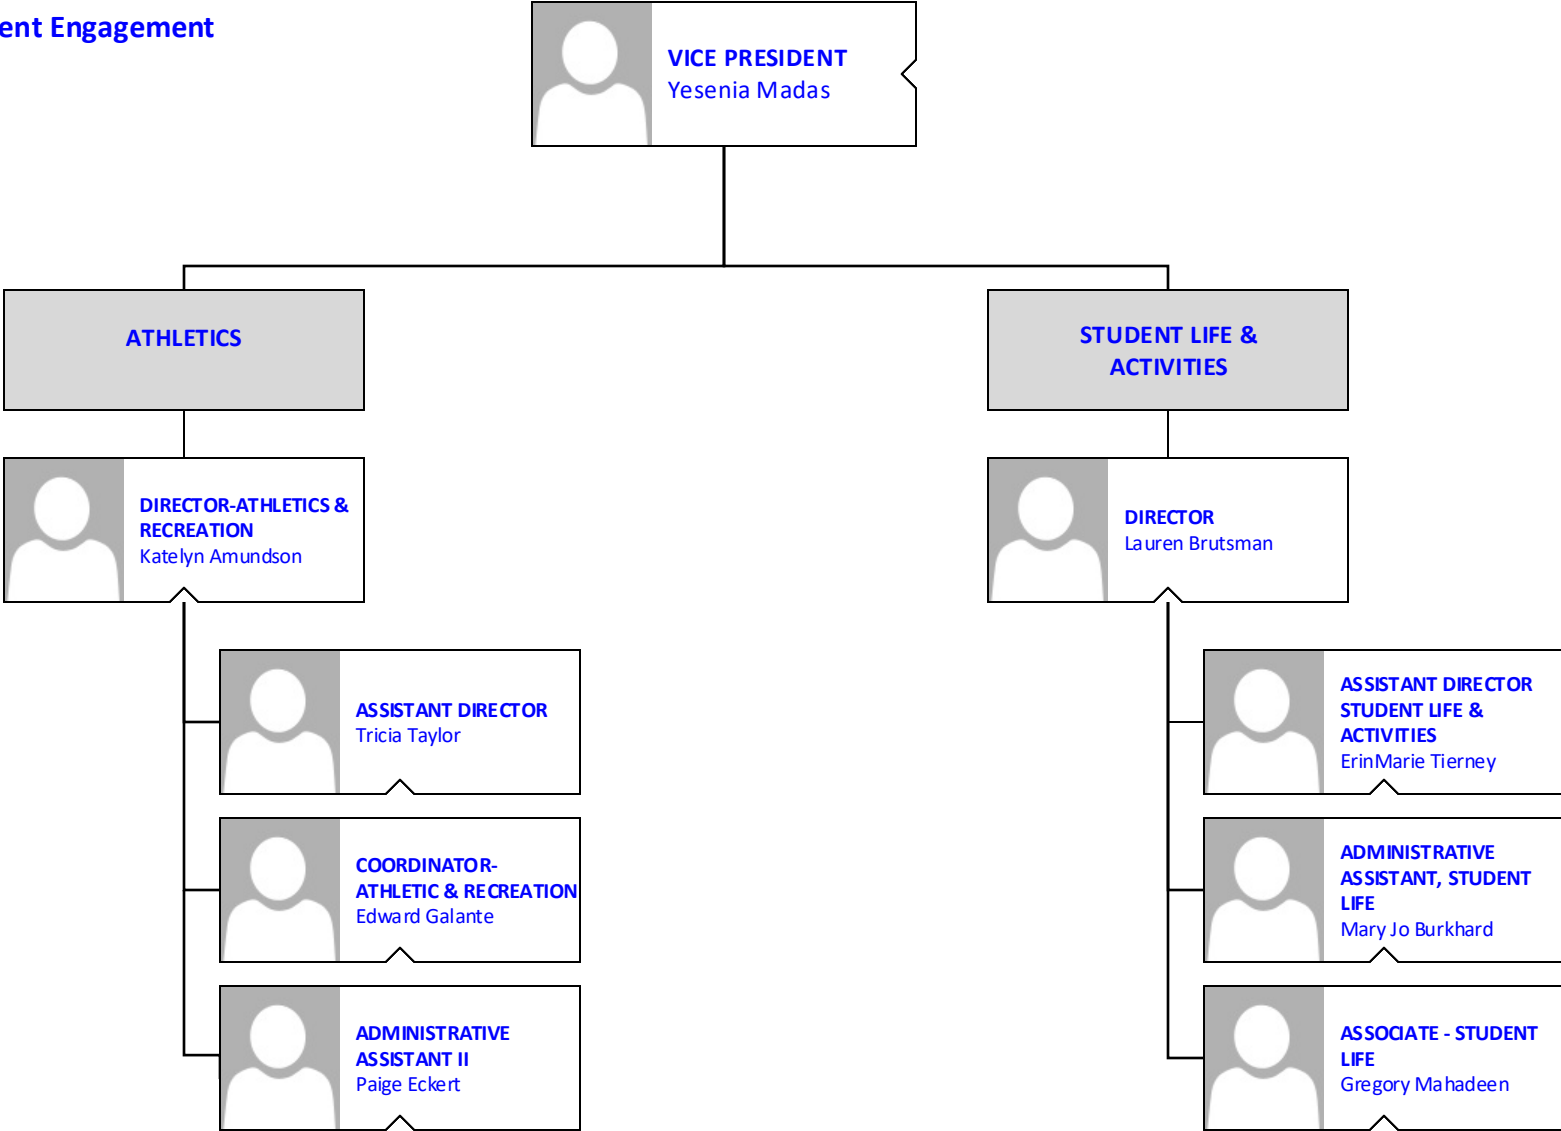 ent Engagement
VICE PRESIDENT
Yesenia Madas
ATHLETICS
STUDENT LIFE &
ACTIVITIES
DIRECTOR-ATHLETICS &
RECREATION
Katelyn Amundson
DIRECTOR
Lauren Brutsman
ASSISTANT DIRECTOR
Tricia Taylor
COORDINATOR-
ATHLETIC & RECREATION
Edward Galante
ADMINISTRATIVE
ASSISTANT II
Paige Eckert
ASSISTANT DIRECTOR
STUDENT LIFE &
ACTIVITIES
ErinMarie Tierney
ADMINISTRATIVE
ASSISTANT, STUDENT
LIFE
Mary Jo Burkhard
ASSOCIATE - STUDENT
LIFE
Gregory Mahadeen